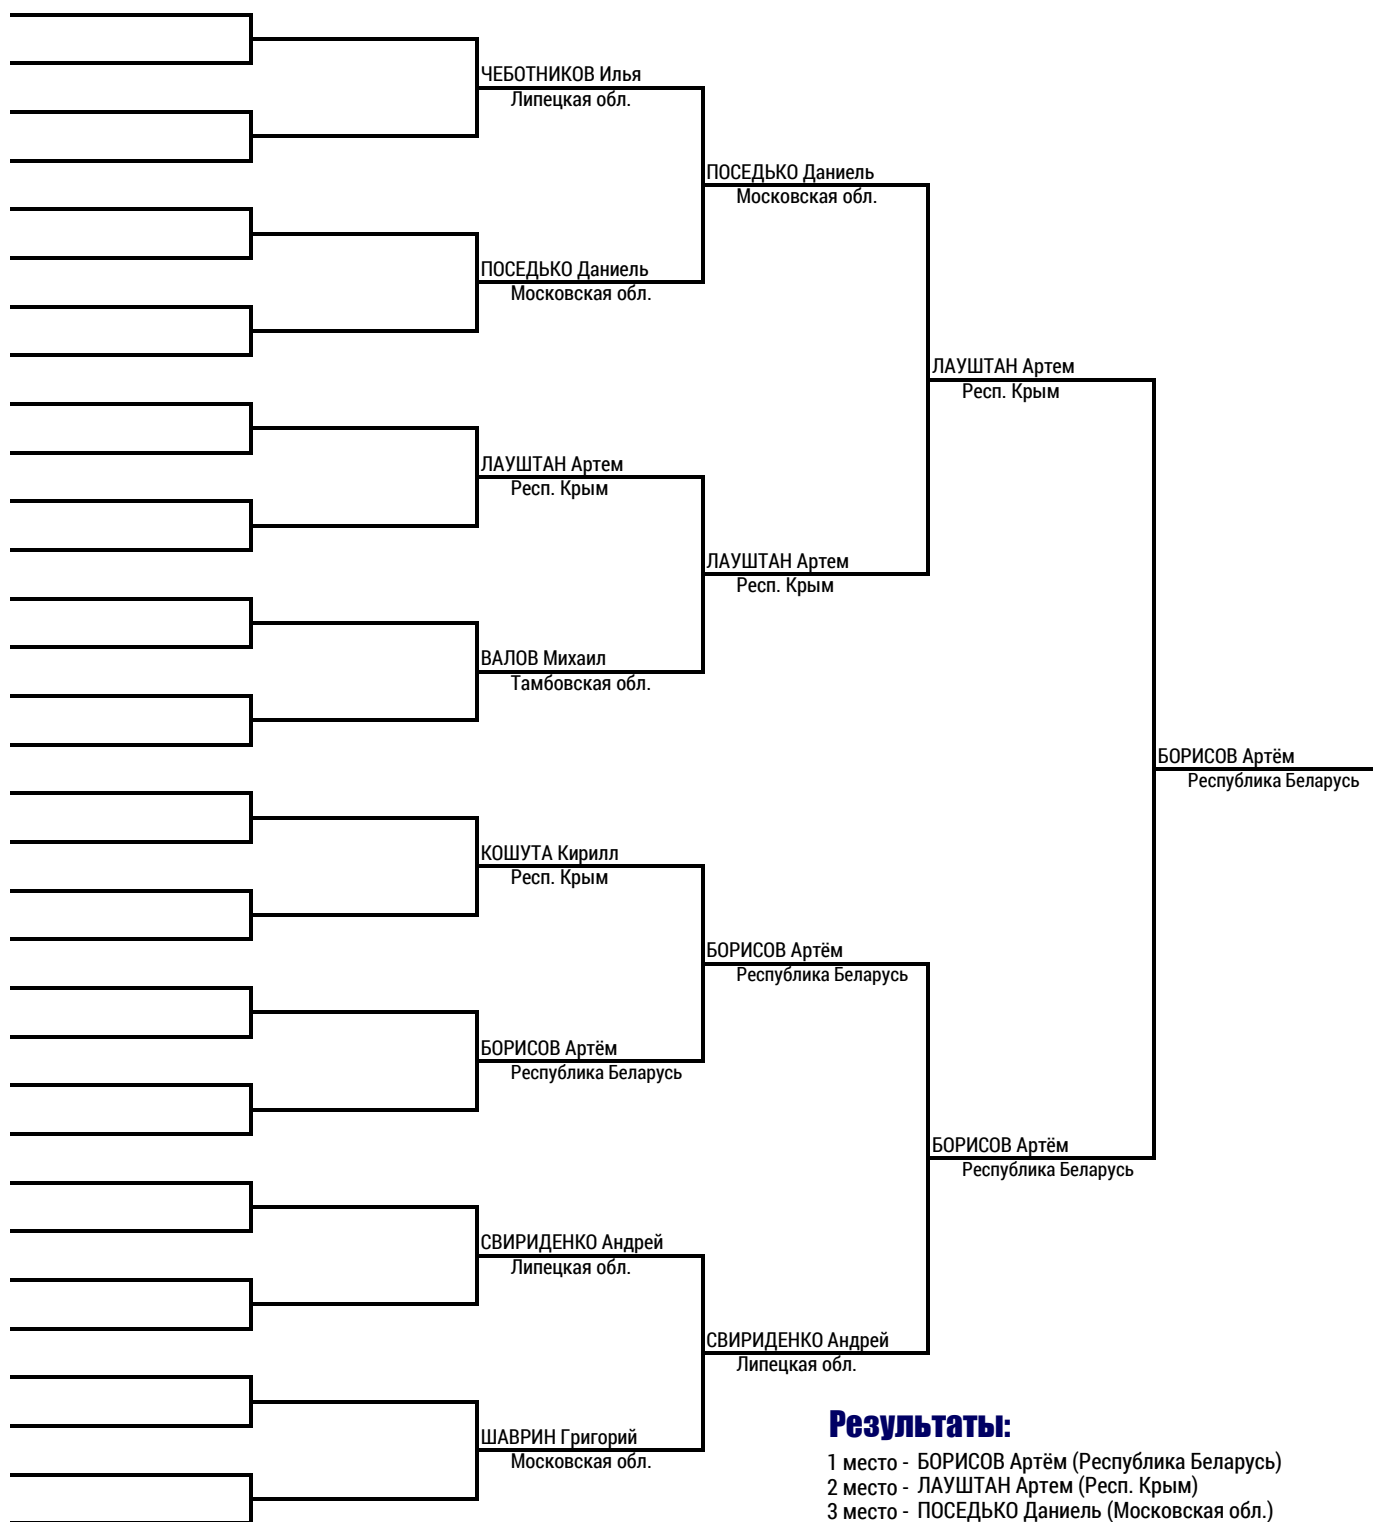 ЧЕБОТНИКОВ Илья
Липецкая обл.
ПОСЕДЬКО Даниель
Московская обл.
ПОСЕДЬКО Даниель
Московская обл.
ЛАУШТАН Артем
Респ. Крым
ЛАУШТАН Артем
Респ. Крым
ЛАУШТАН Артем
Респ. Крым
ВАЛОВ Михаил
Тамбовская обл.
БОРИСОВ Артём
Республика Беларусь
КОШУТА Кирилл
Респ. Крым
БОРИСОВ Артём
Республика Беларусь
БОРИСОВ Артём
Республика Беларусь
БОРИСОВ Артём
Республика Беларусь
СВИРИДЕНКО Андрей
Липецкая обл.
СВИРИДЕНКО Андрей
Липецкая обл.
ШАВРИН Григорий
Московская обл.
Результаты:
1 место - БОРИСОВ Артём (Республика Беларусь)
2 место - ЛАУШТАН Артем (Респ. Крым)
3 место - ПОСЕДЬКО Даниель (Московская обл.)